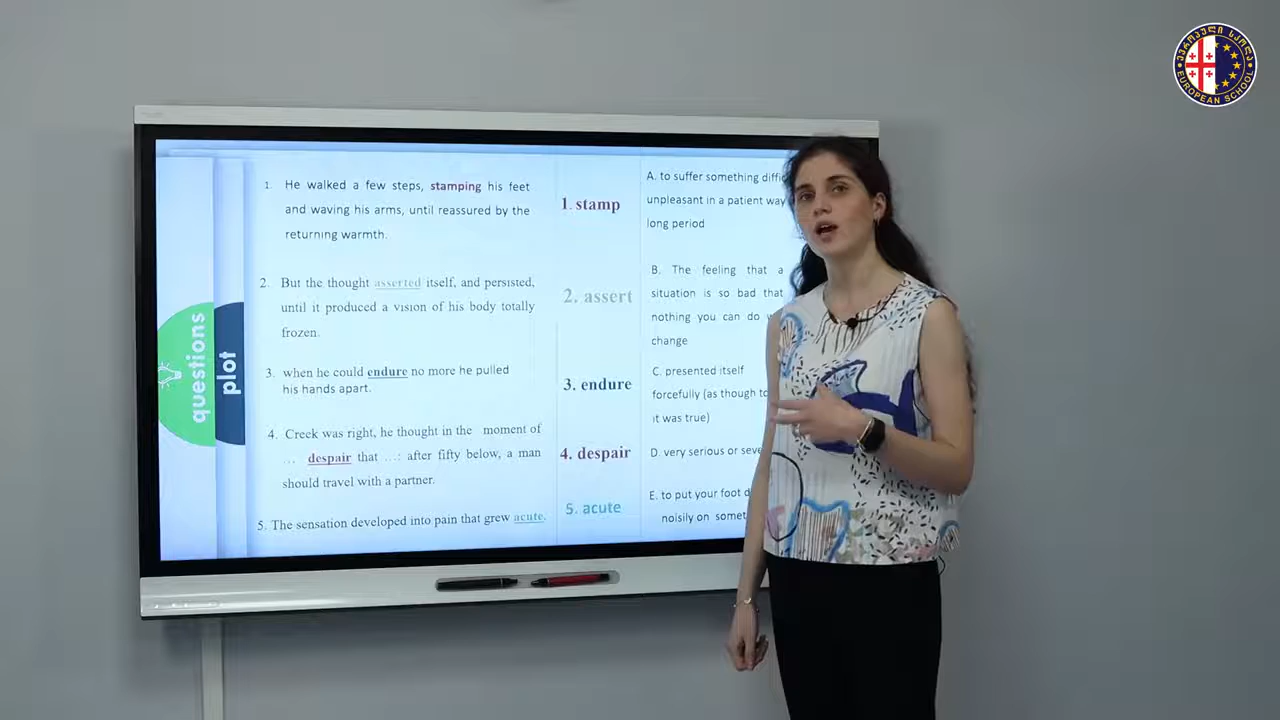 ევროპული სკოლა
EUROPEAN SCHOOL
questions
plot
1. He walked a few steps, stamping his feet
and waving his arms, until reassured by the
returning warmth.
2. But the thought asserted itself, and persisted,
until it produced a vision of his body totally
frozen.
3. when he could endure no more he pulled
his hands apart.
4. Creek was right, he thought in the moment of
... despair that ...: after fifty below, a man
should travel with a partner.
5. The sensation developed into pain that grew acute.
1. stamp
2. assert
3. endure
4. despair
5. acute
A. to suffer something
unpleasant in a patient way
long period
B. The feeling that a
situation is so bad that
nothing you can do
change
C. presented itself
forcefully (as though
it was true)
D. very serious or
E. to put your foot
noisily on